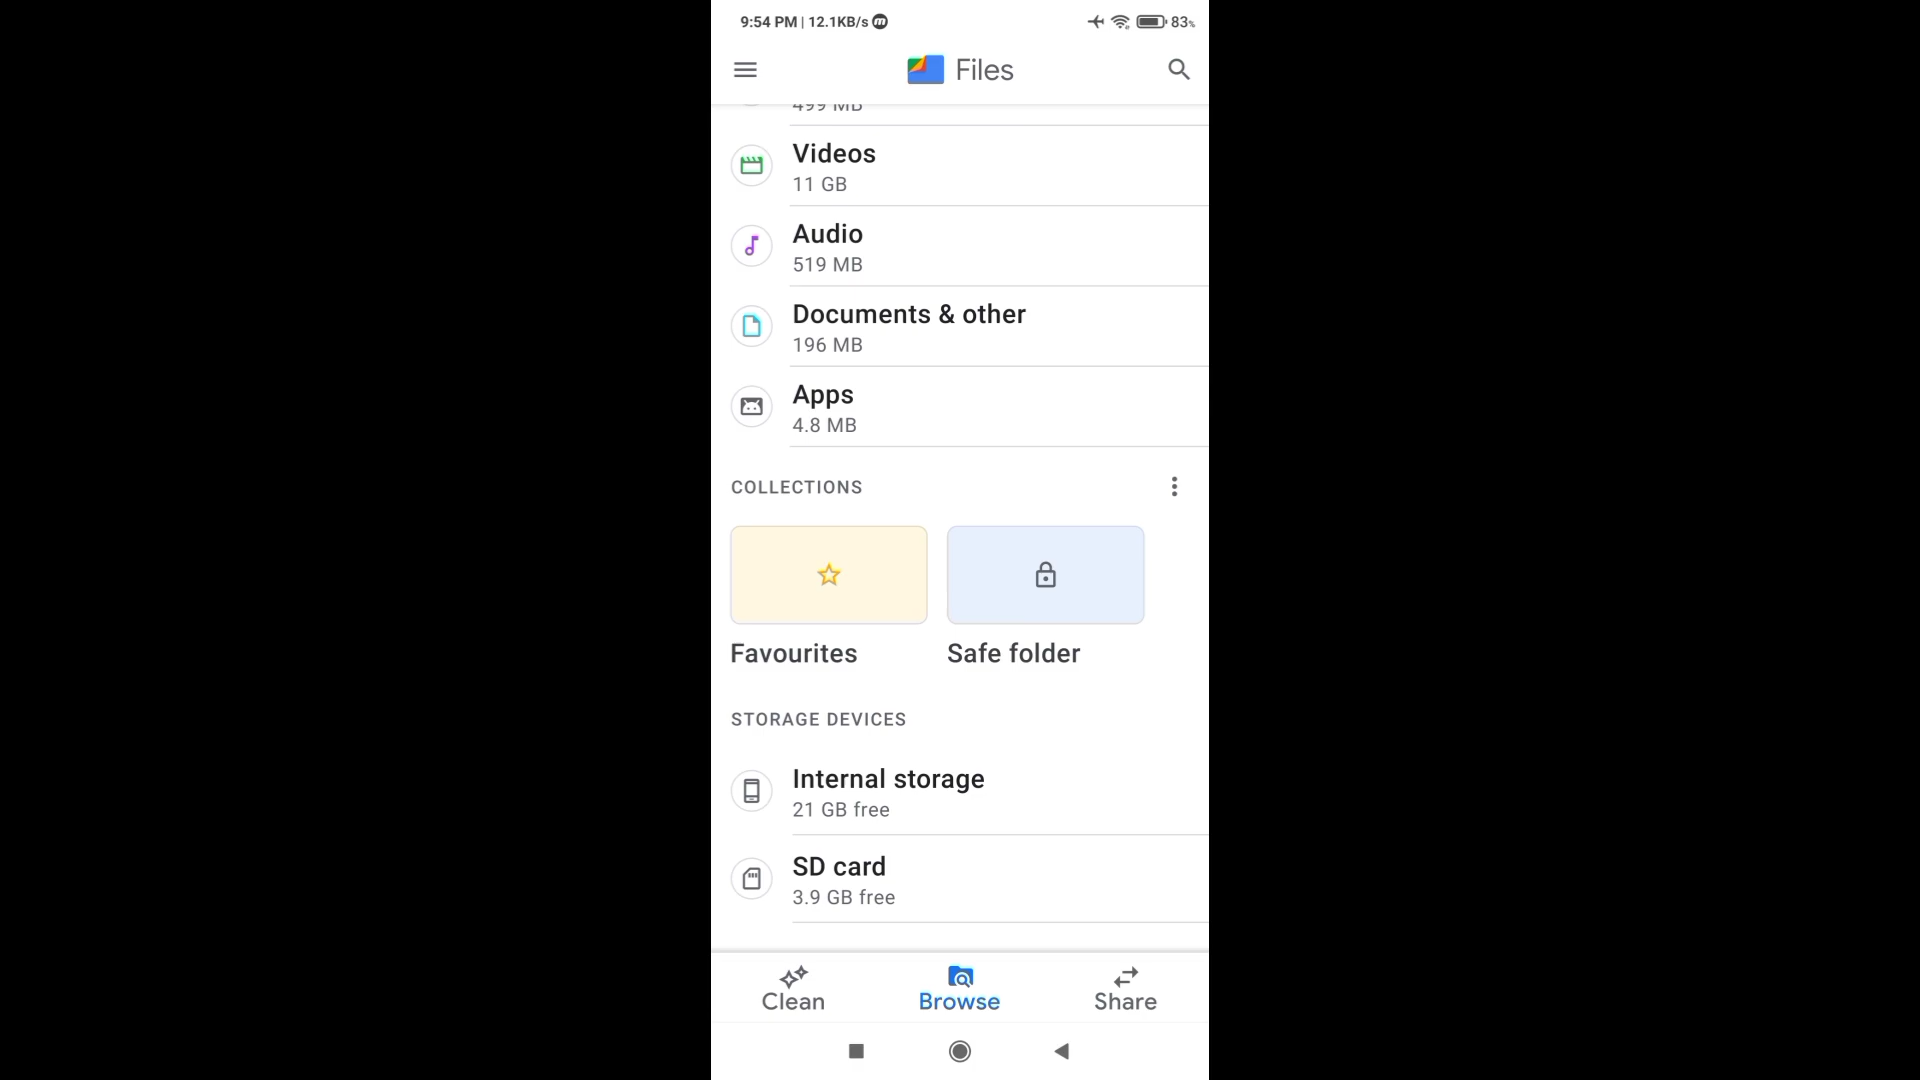 9:54 PM | 12.1KB/s
83%
Files
499 MB
Videos
11 GB
Audio
519 MB
Documents & other
196 MB
Apps
4.8 MB
COLLECTIONS
Favourites
Safe folder
STORAGE DEVICES
Internal storage
21 GB free
SD card
3.9 GB free
Clean
Browse
Share